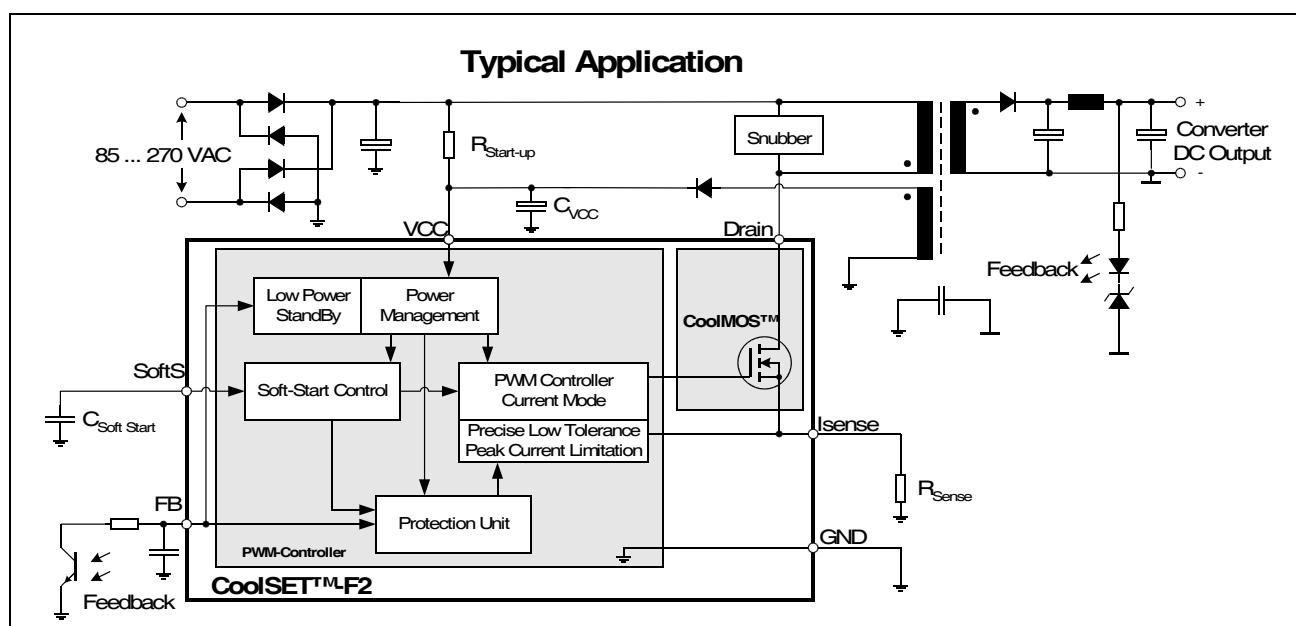 Typical Application
85 ... 270 VAC
RStart-up
Snubber
+
Converter
DC Output
-
CVCC
VCC
Drain
Feedback
Low Power
StandBy
Power
Management
CoolMOS™
SoftS
Soft-Start Control
PWM Controller
Current Mode
CSoft Start
Precise Low Tolerance
Peak Current Limitation
Isense
RSense
FB
Protection Unit
GND
PWM-Controller
CoolSET™-F2
Feedback